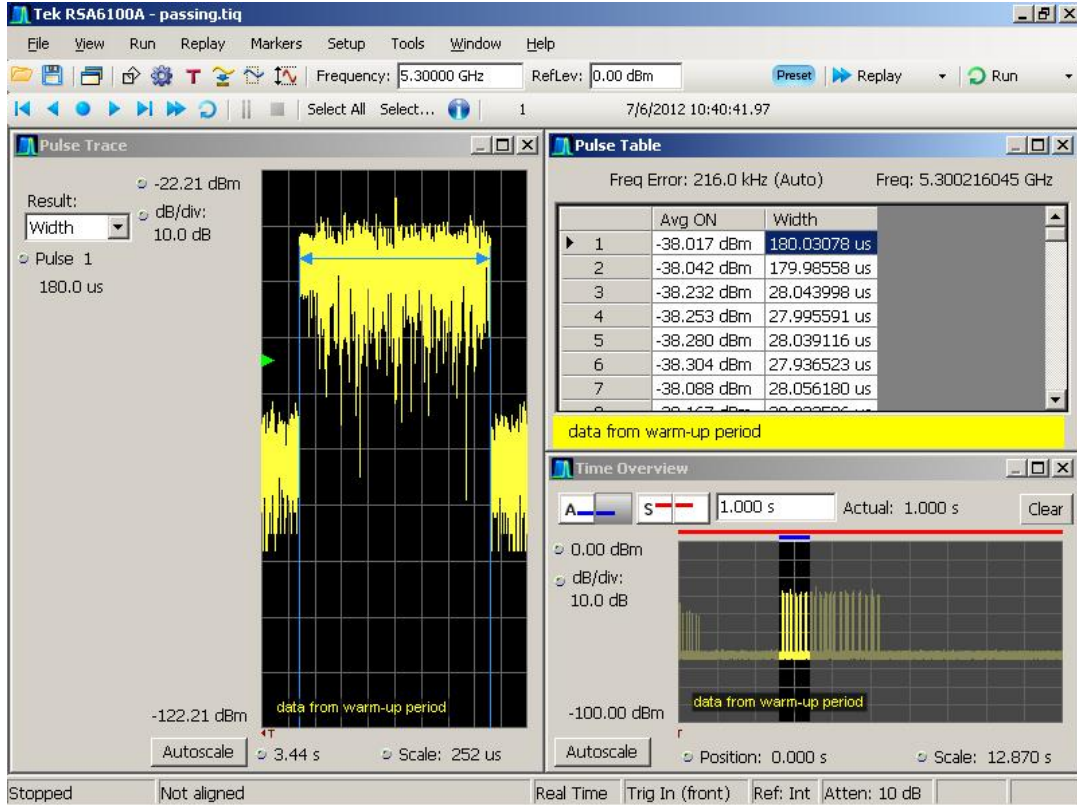 Tek RSA6100A - passing.tiq
File View Run Replay Markers Setup Tools Window Help
T Frequency: 5.30000 GHz RefLev: 0.00 dBm Preset Replay Run
Select All Select... 1 7/6/2012 10:40:41.97
Pulse Trace
Result:
Width
Pulse 1
180.0 us
-22.21 dBm
dB/div:
10.0 dB
-122.21 dBm
data from warm-up period
T
Autoscale 3.44 s Scale: 252 us
Pulse Table
Freq Error: 216.0 kHz (Auto) Freq: 5.300216045 GHz
Avg ON Width
1 -38.017 dBm 180.03078 us
2 -38.042 dBm 179.98558 us
3 -38.232 dBm 28.043998 us
4 -38.253 dBm 27.995591 us
5 -38.280 dBm 28.039116 us
6 -38.304 dBm 27.936523 us
7 -38.088 dBm 28.056180 us
data from warm-up period
Time Overview
A S 1.000 s Actual: 1.000 s Clear
0.00 dBm
dB/div:
10.0 dB
-100.00 dBm
data from warm-up period
Autoscale Position: 0.000 s Scale: 12.870 s
Stopped Not aligned Real Time Trig In (front) Ref: Int Atten: 10 dB